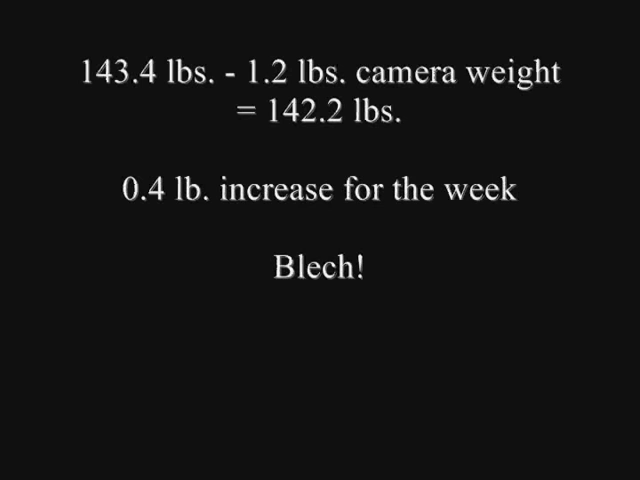 143.4 lbs. - 1.2 lbs. camera weight
= 142.2 lbs.
0.4 lb. increase for the week
Blech!